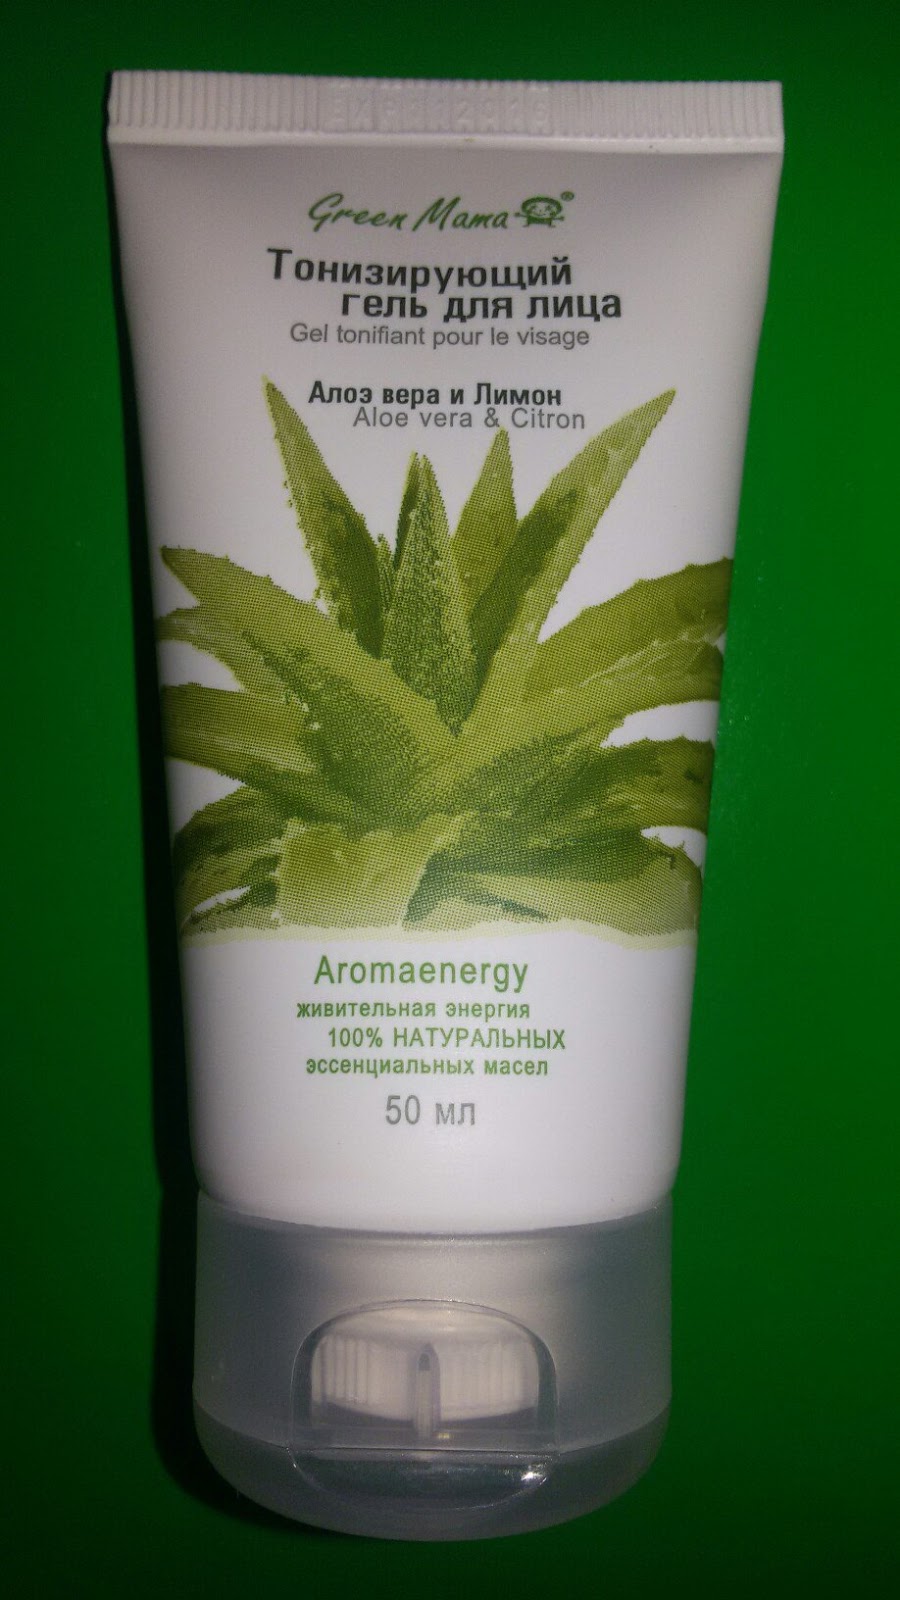 Green Mama®
Тонизирующий
гель для лица
Gel tonifiant pour le visage
Алоэ вера и Лимон
Aloe vera & Citron
Aromaenergy
живительная энергия
100% НАТУРАЛЬНЫХ
эссенциальных масел
50 мл